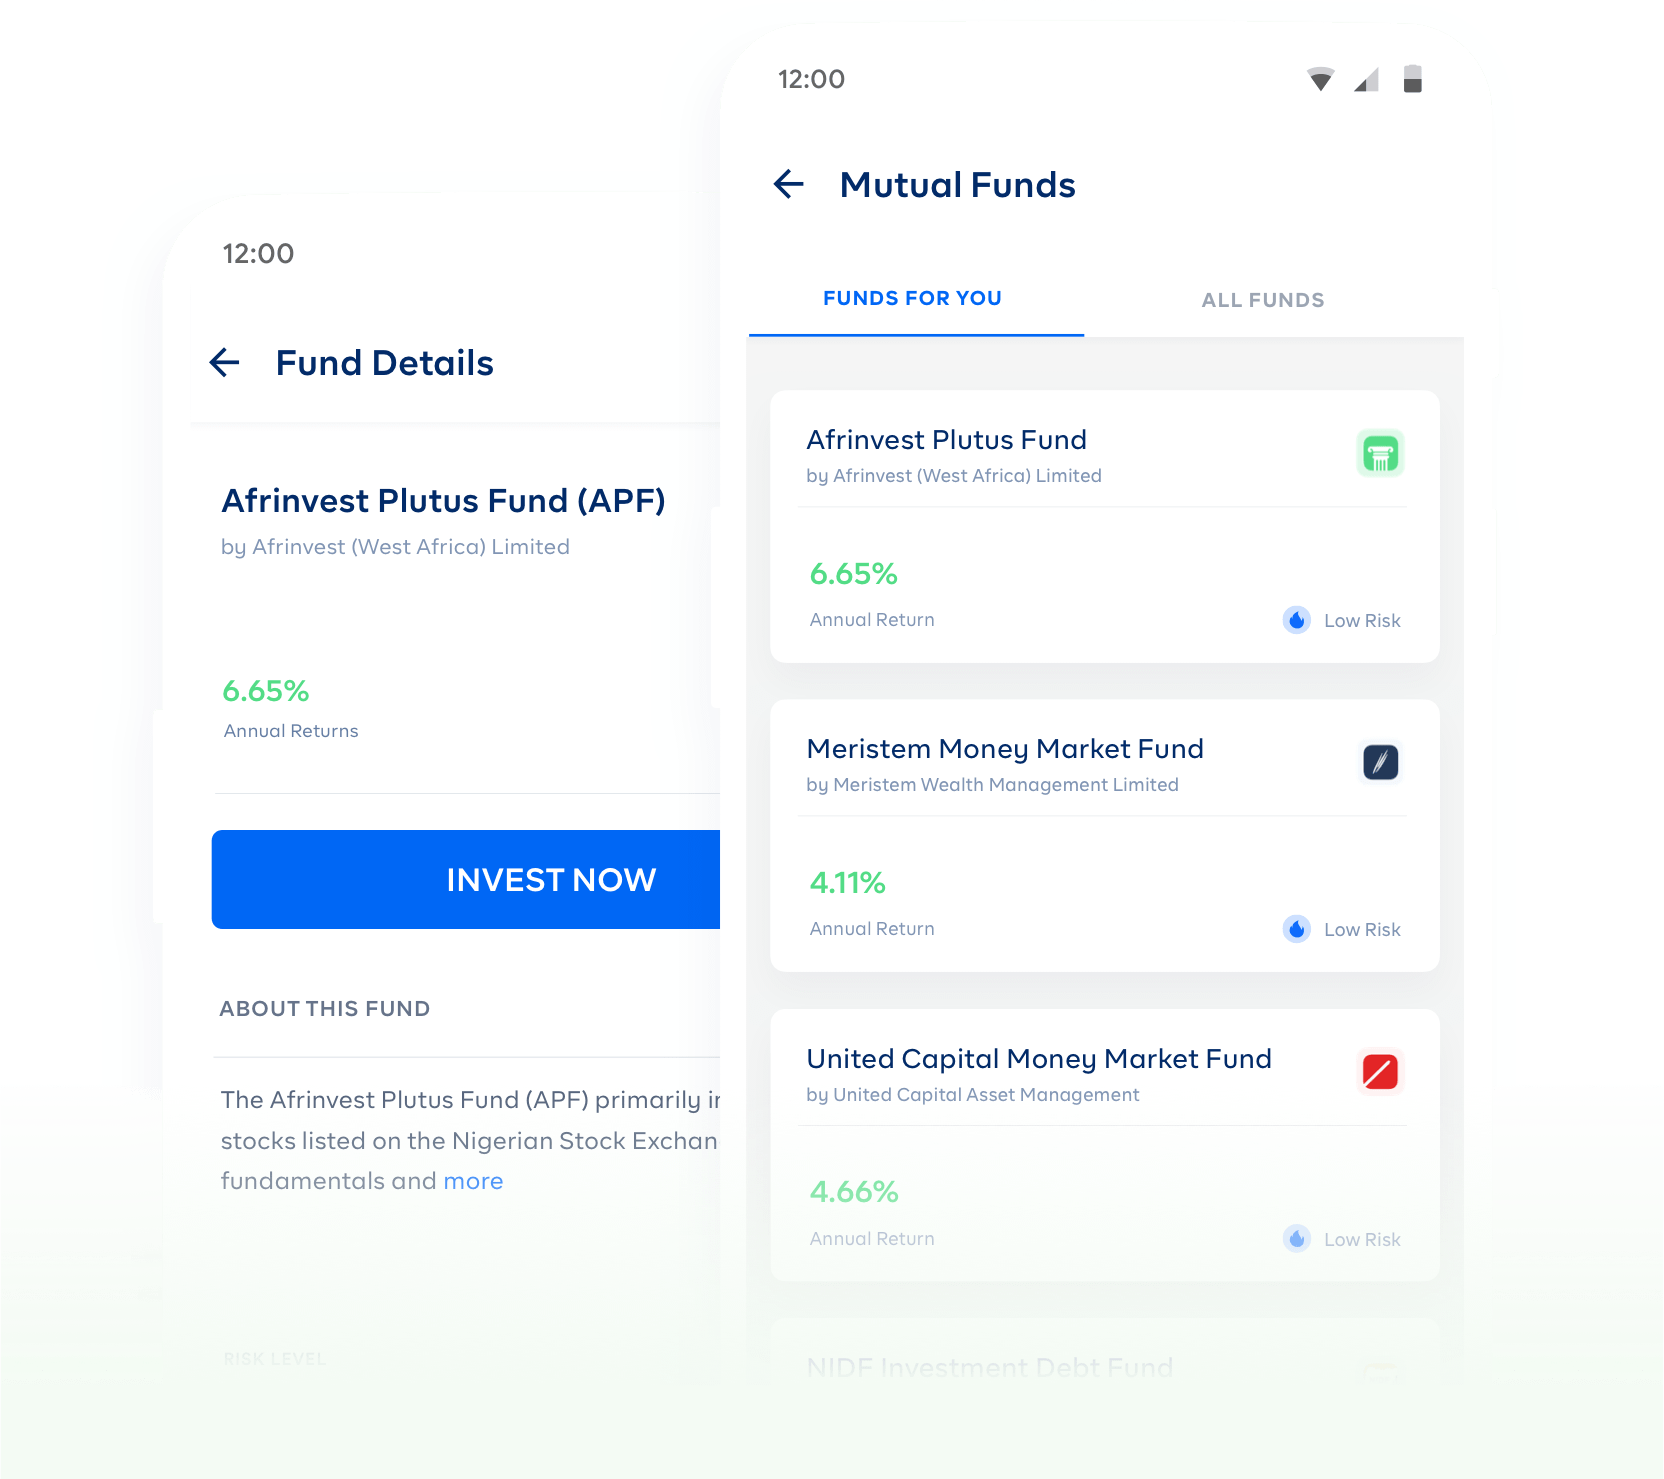 12:00
Fund Details
Afrinvest Plutus Fund (APF)
by Afrinvest (West Africa) Limited
6.65%
Annual Returns
INVEST NOW
ABOUT THIS FUND
The Afrinvest Plutus Fund (APF) primarily
stocks listed on the Nigerian Stock
fundamentals and more
RISK LEVEL
12:00
Mutual Funds
FUNDS FOR YOU
ALL FUNDS
Afrinvest Plutus Fund
by Afrinvest (West Africa) Limited
6.65%
Annual Return
Low Risk
Meristem Money Market Fund
by Meristem Wealth Management Limited
4.11%
Annual Return
Low Risk
United Capital Money Market Fund
by United Capital Asset Management
4.66%
Annual Return
Low Risk
NIDF Investment Debt Fund